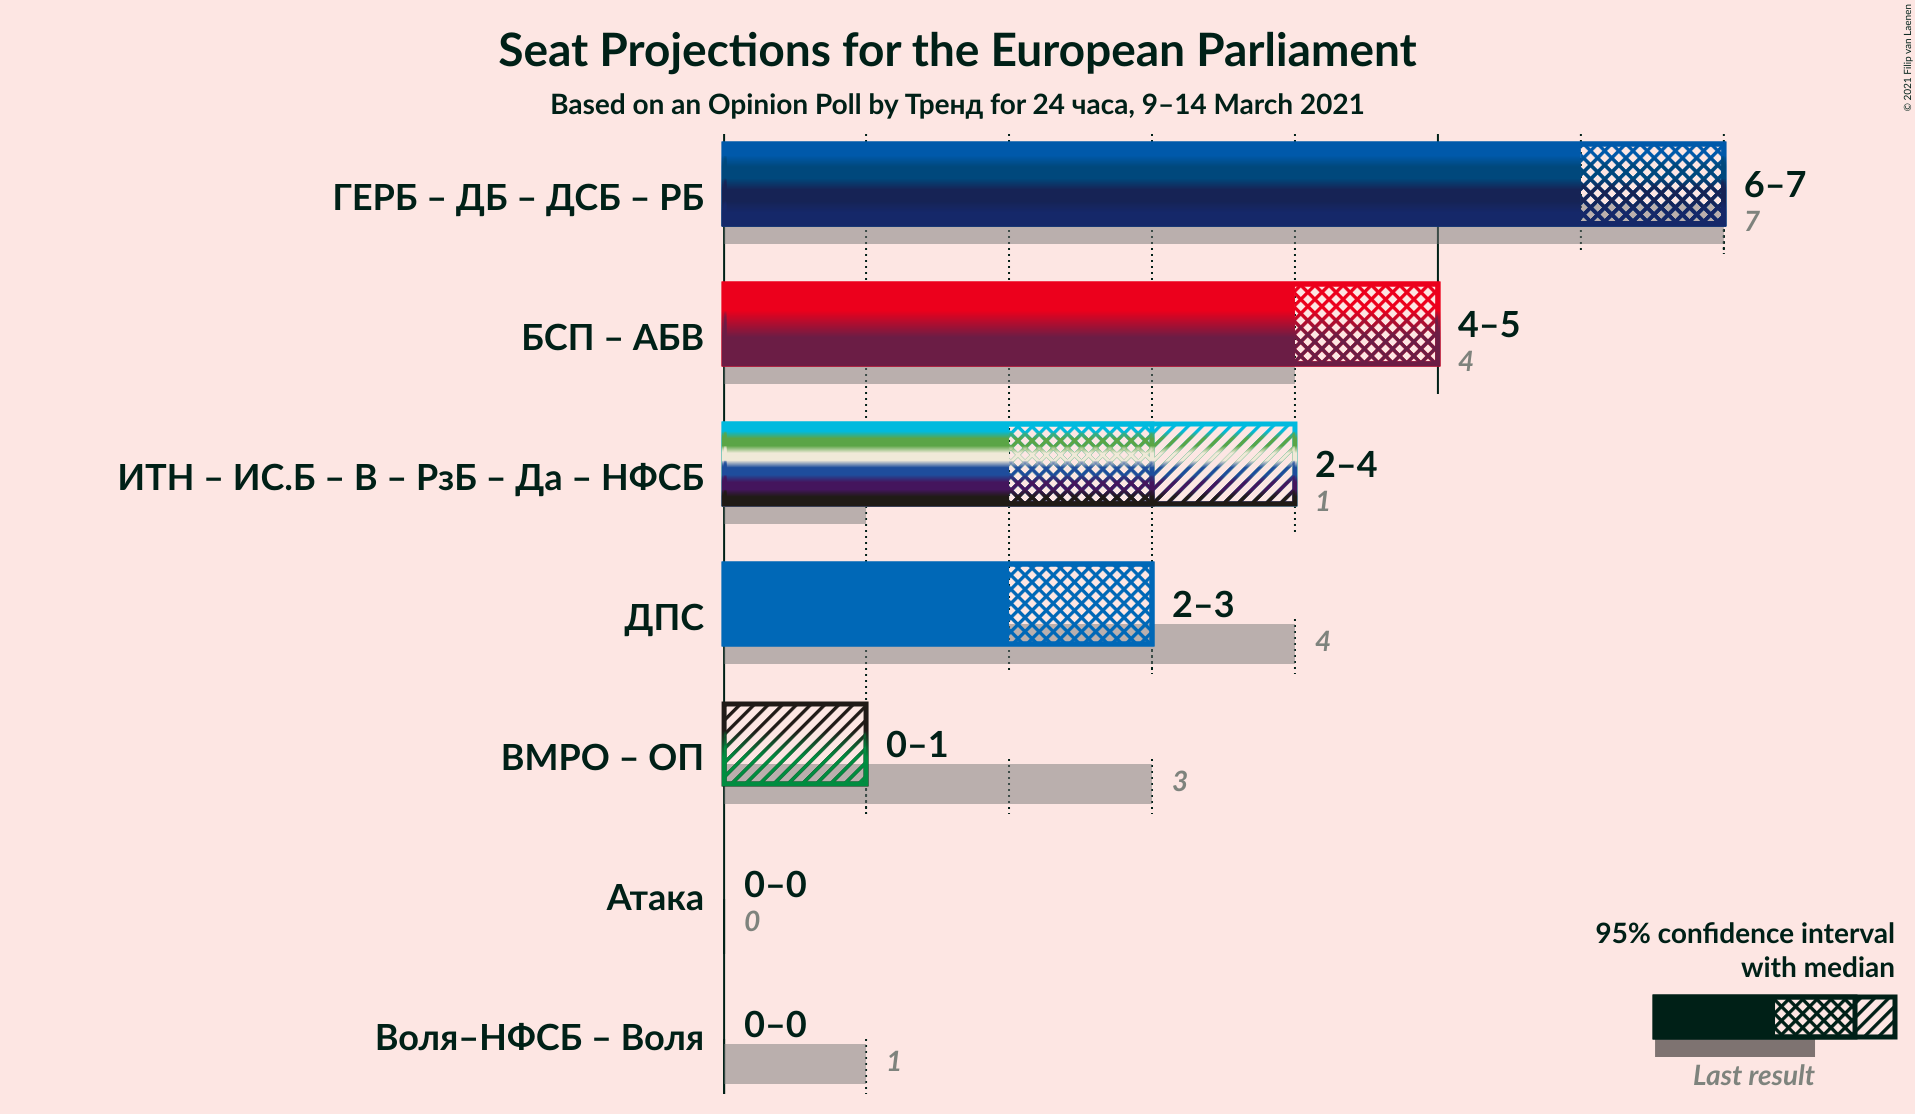 Seat Projections for the European Parliament
Based on an Opinion Poll by Тренд for 24 часа, 9–14 March 2021
© 2021 Filip van Laenen
ГЕРБ – ДБ – ДСБ – РБ
6–7
7
БСП – АБВ
4–5
4
ИТН – ИС.Б – В – РзБ – Да – НФСБ
2–4
1
ДПС
2–3
4
ВМРО – ОП
0–1
3
Атака
0–0
0
Воля–НФСБ – Воля
0–0
1
95% confidence interval
with median
Last result